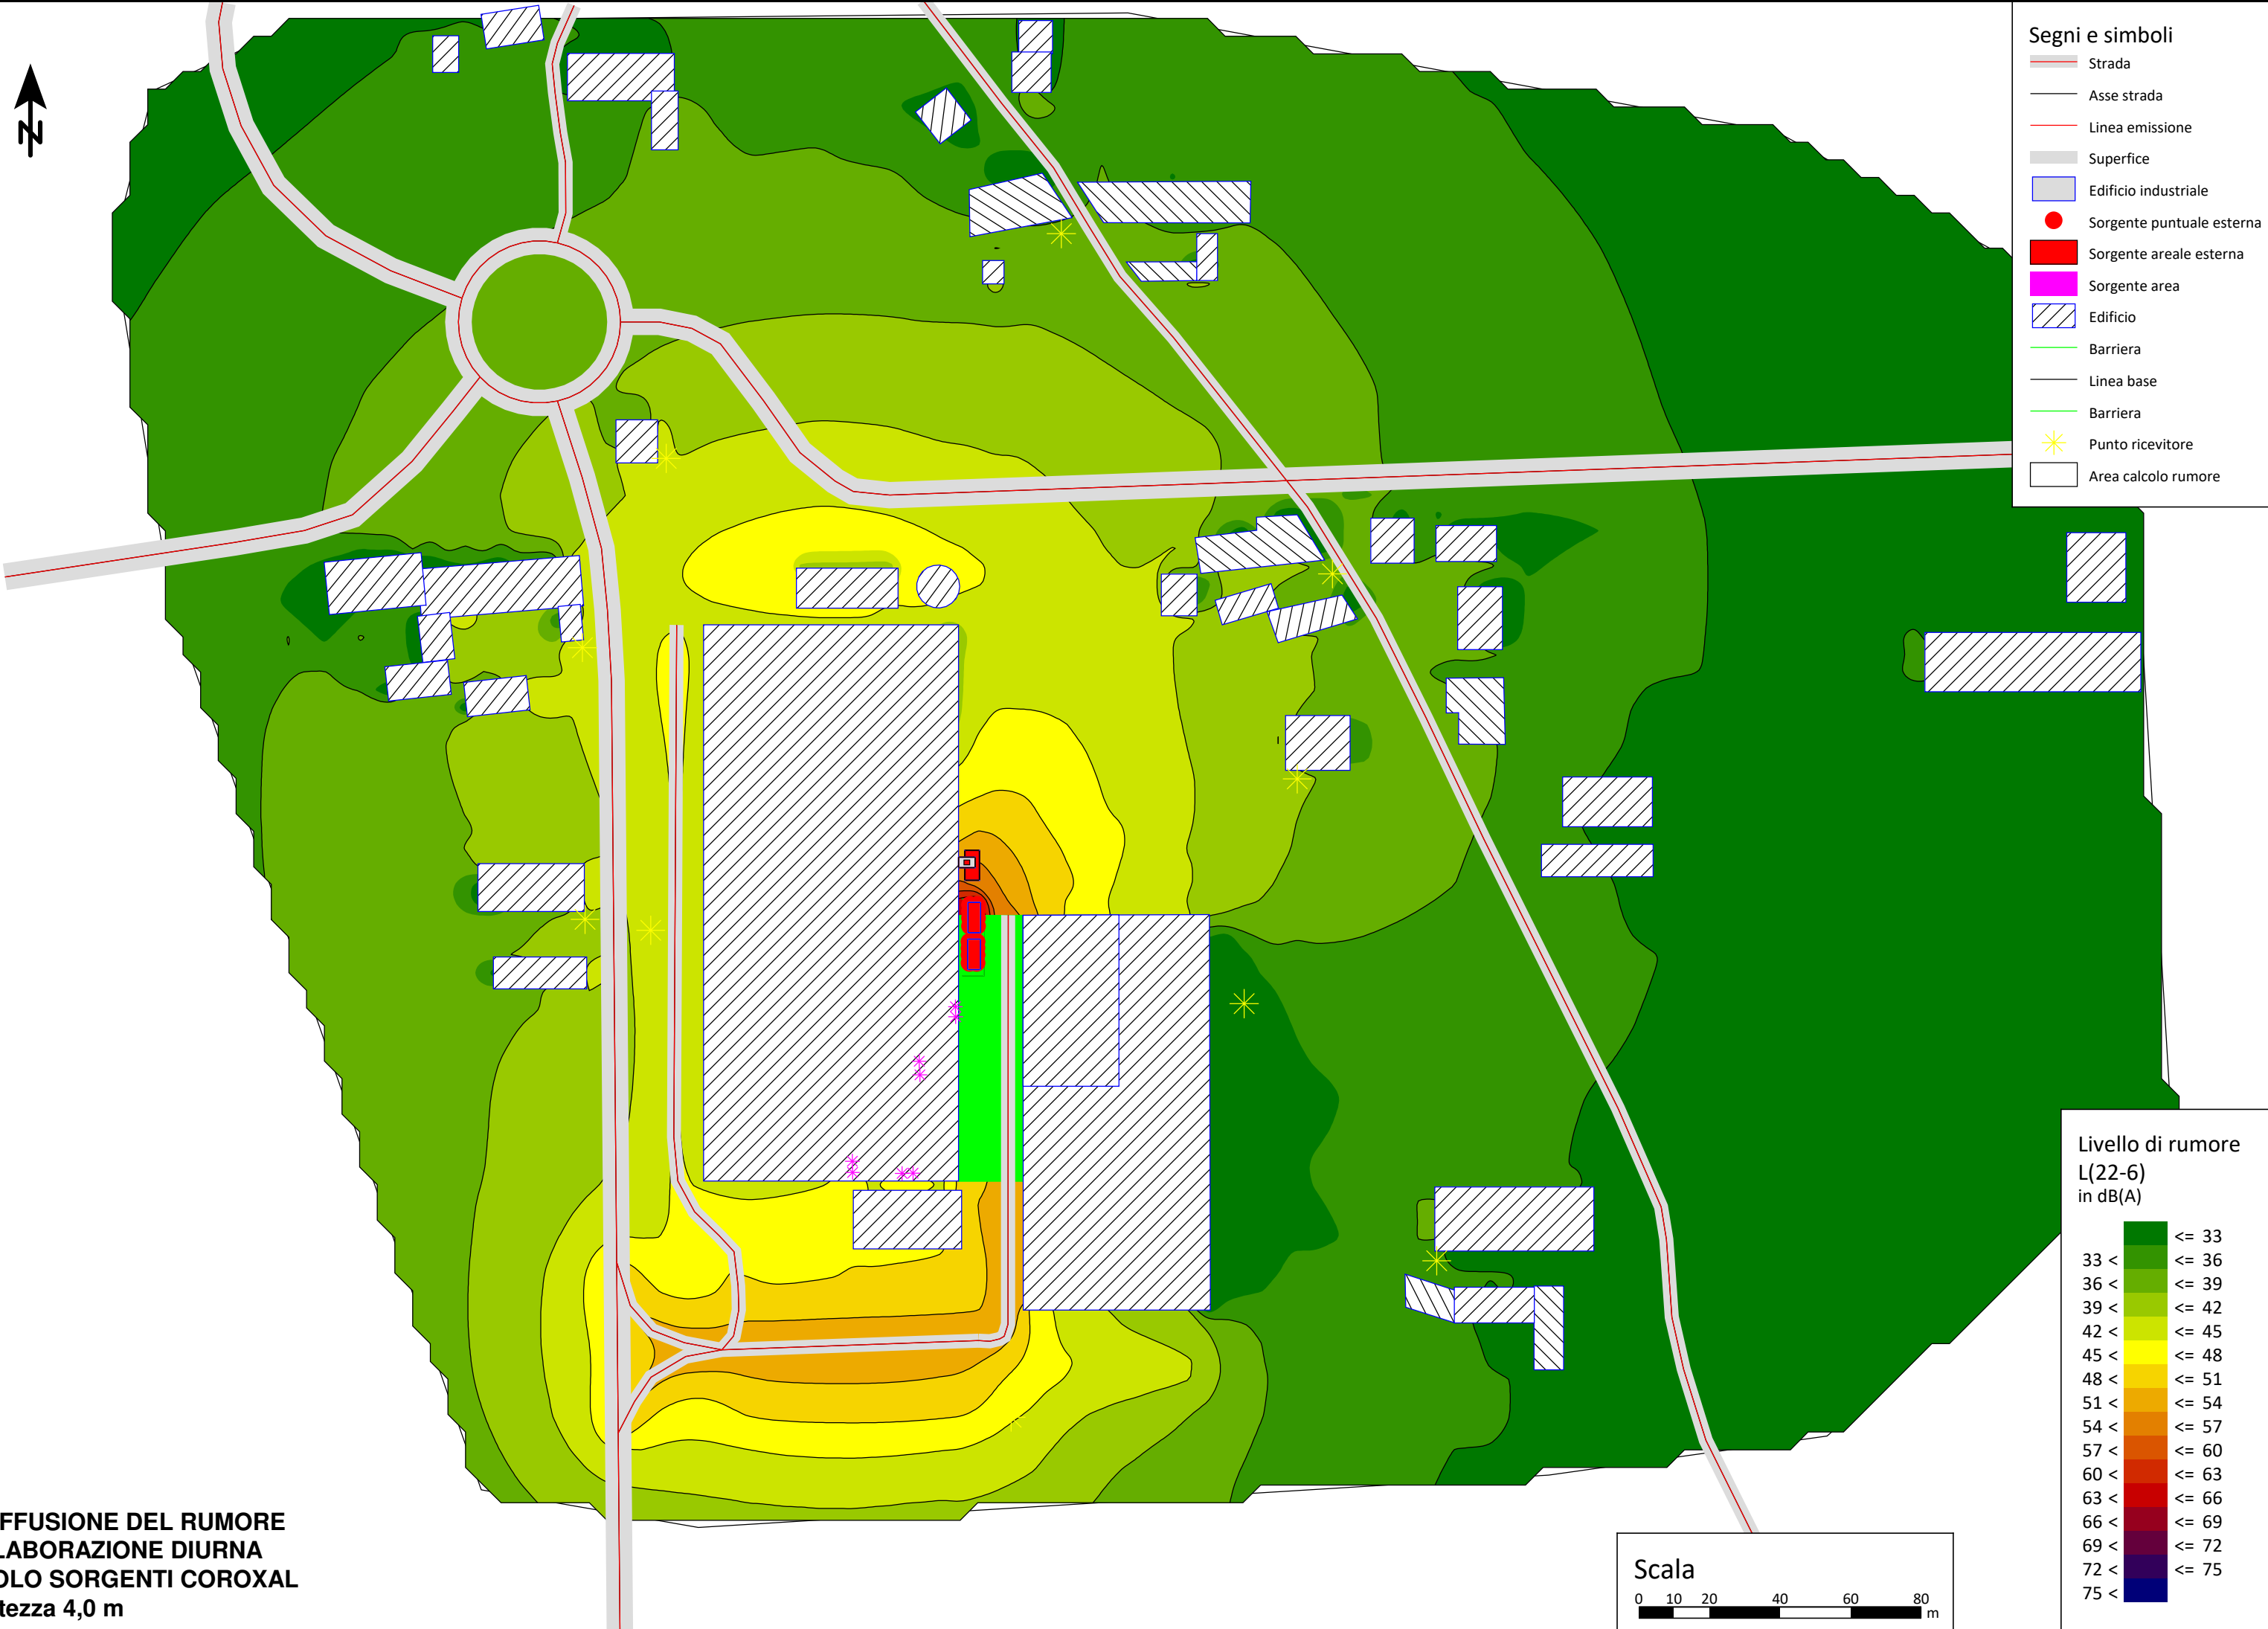 N
Segni e simboli
Strada
Asse strada
Linea emissione
Superfice
Edificio industriale
Sorgente puntuale esterna
Sorgente areale esterna
Sorgente area
Edificio
Barriera
Linea base
Barriera
Punto ricevitore
Area calcolo rumore
Livello di rumore
L(22-6)
in dB(A)
<= 33
33 < <= 36
36 < <= 39
39 < <= 42
42 < <= 45
45 < <= 48
48 < <= 51
51 < <= 54
54 < <= 57
57 < <= 60
60 < <= 63
63 < <= 66
66 < <= 69
69 < <= 72
72 < <= 75
75 <
FFUSIONE DEL RUMORE
LABORAZIONE DIURNA
OLO SORGENTI COROXAL
tezza 4,0 m
Scala
0 10 20 40 60 80
m